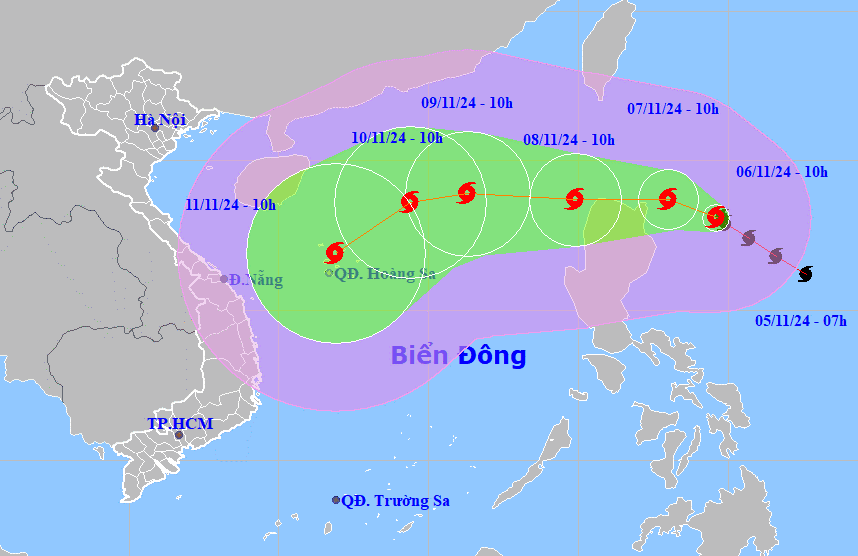 09/11/24 - 10h
07/11/24 - 10h
Hà Nội
10/11/24 - 10h
08/11/24 - 10h
06/11/24 - 10h
11/11/24 - 10h
QĐ. Hoàng Sa
Đ.Nẵng
05/11/24 - 07h
Biển Đông
TP.HCM
QĐ. Trường Sa